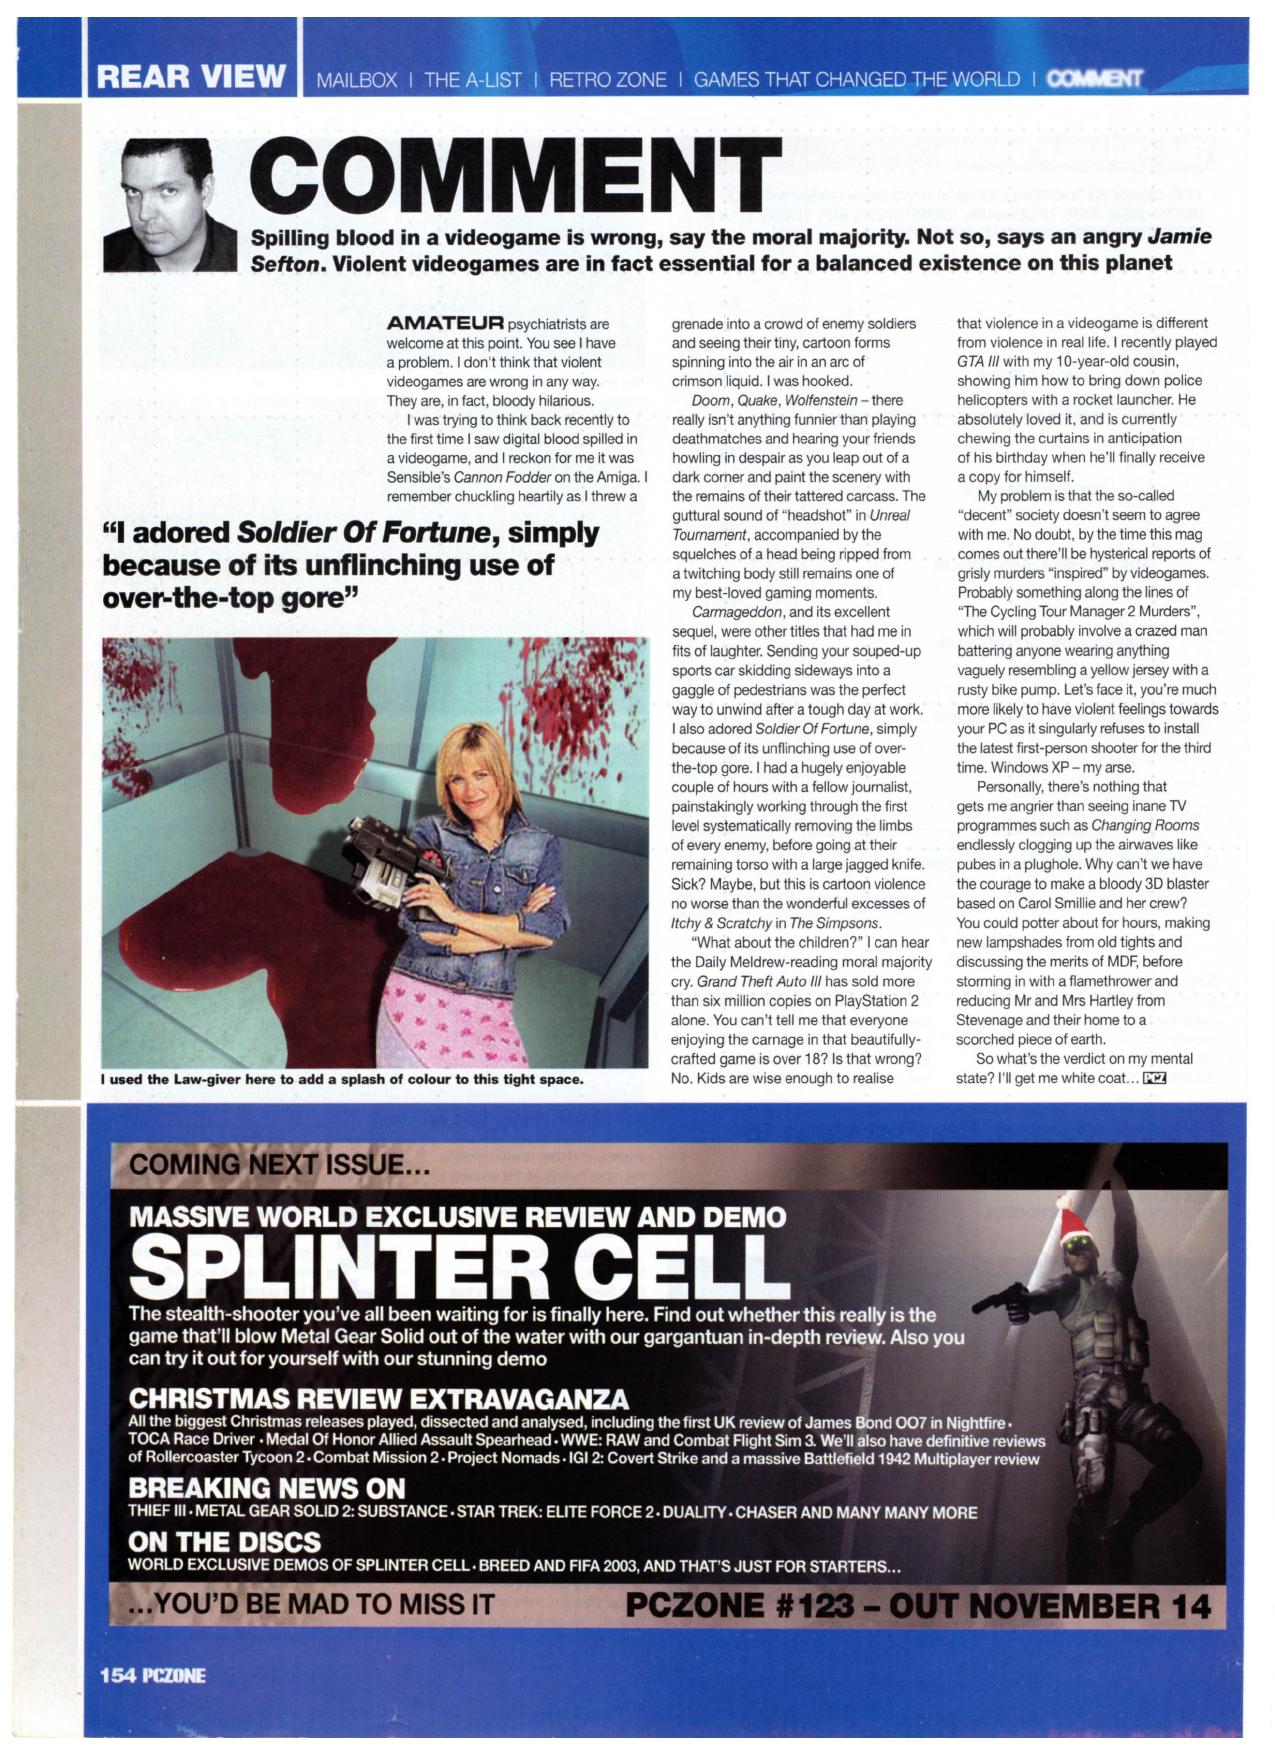 REAR VIEW
MAILBOX | THE A-LIST | RETRO ZONE | GAMES THAT CHANGED THE WORLD | COMMENT
COMMENT
Spilling blood in a videogame is wrong, say the moral majority. Not so, says an angry Jamie
Sefton. Violent videogames are in fact essential for a balanced existence on this planet
AMATEUR psychiatrists are
welcome at this point. You see I have
a problem. I don't think that violent
videogames are wrong in any way.
They are, in fact, bloody hilarious.
I was trying to think back recently to
the first time I saw digital blood spilled in
a videogame, and I reckon for me it was
Sensible's Cannon Fodder on the Amiga. I
remember chuckling heartily as I threw a
"I adored Soldier Of Fortune, simply
because of its unflinching use of
over-the-top gore"
I used the Law-giver here to add a splash of colour to this tight space.
grenade into a crowd of enemy soldiers
and seeing their tiny, cartoon forms
spinning into the air in an arc of
crimson liquid. I was hooked.
Doom, Quake, Wolfenstein – there
really isn't anything funnier than playing
deathmatches and hearing your friends
howling in despair as you leap out of a
dark corner and paint the scenery with
the remains of their tattered carcass. The
guttural sound of "headshot" in Unreal
Tournament, accompanied by the
squelches of a head being ripped from
a twitching body still remains one of
my best-loved gaming moments.
Carmageddon, and its excellent
sequel, were other titles that had me in
fits of laughter. Sending your souped-up
sports car skidding sideways into a
gaggle of pedestrians was the perfect
way to unwind after a tough day at work.
I also adored Soldier Of Fortune, simply
because of its unflinching use of over-
the-top gore. I had a hugely enjoyable
couple of hours with a fellow journalist,
painstakingly working through the first
level systematically removing the limbs
of every enemy, before going at their
remaining torso with a large jagged knife.
Sick? Maybe, but this is cartoon violence
no worse than the wonderful excesses of
Itchy & Scratchy in The Simpsons.
"What about the children?" I can hear
the Daily Meldrew-reading moral majority
cry. Grand Theft Auto III has sold more
than six million copies on PlayStation 2
alone. You can't tell me that everyone
enjoying the carnage in that beautifully-
crafted game is over 18? Is that wrong?
No. Kids are wise enough to realise
that violence in a videogame is different
from violence in real life. I recently played
GTA III with my 10-year-old cousin,
showing him how to bring down police
helicopters with a rocket launcher. He
absolutely loved it, and is currently
chewing the curtains in anticipation
of his birthday when he'll finally receive
a copy for himself.
My problem is that the so-called
"decent" society doesn't seem to agree
with me. No doubt, by the time this mag
comes out there'll be hysterical reports of
grisly murders "inspired" by videogames.
Probably something along the lines of
"The Cycling Tour Manager 2 Murders",
which will probably involve a crazed man
battering anyone wearing anything
vaguely resembling a yellow jersey with a
rusty bike pump. Let's face it, you're much
more likely to have violent feelings towards
your PC as it singularly refuses to install
the latest first-person shooter for the third
time. Windows XP – my arse.
Personally, there's nothing that
gets me angrier than seeing inane TV
programmes such as Changing Rooms
endlessly clogging up the airwaves like
pubes in a plughole. Why can't we have
the courage to make a bloody 3D blaster
based on Carol Smillie and her crew?
You could potter about for hours, making
new lampshades from old tights and
discussing the merits of MDF, before
storming in with a flamethrower and
reducing Mr and Mrs Hartley from
Stevenage and their home to a
scorched piece of earth.
So what's the verdict on my mental
state? I'll get me white coat... PCZ
COMING NEXT ISSUE...
MASSIVE WORLD EXCLUSIVE REVIEW AND DEMO
SPLINTER CELL
The stealth-shooter you've all been waiting for is finally here. Find out whether this really is the
game that'll blow Metal Gear Solid out of the water with our gargantuan in-depth review. Also you
can try it out for yourself with our stunning demo
CHRISTMAS REVIEW EXTRAVAGANZA
All the biggest Christmas releases played, dissected and analysed, including the first UK review of James Bond 007 in Nightfire •
TOCA Race Driver • Medal Of Honor Allied Assault Spearhead • WWE: RAW and Combat Flight Sim 3. We'll also have definitive reviews
of Rollercoaster Tycoon 2 • Combat Mission 2 • Project Nomads • IGI 2: Covert Strike and a massive Battlefield 1942 Multiplayer review
BREAKING NEWS ON
THIEF III • METAL GEAR SOLID 2: SUBSTANCE • STAR TREK: ELITE FORCE 2 • DUALITY • CHASER AND MANY MANY MORE
ON THE DISCS
WORLD EXCLUSIVE DEMOS OF SPLINTER CELL • BREED AND FIFA 2003, AND THAT'S JUST FOR STARTERS...
...YOU'D BE MAD TO MISS IT
PCZONE #123 – OUT NOVEMBER 14
154 PCZONE